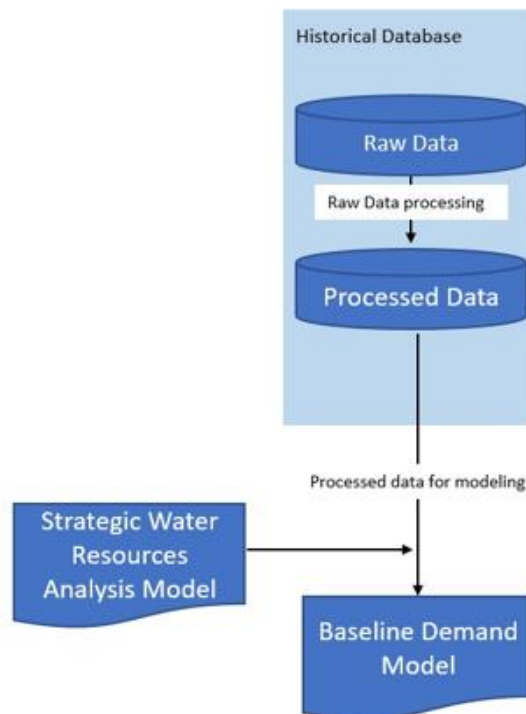 Historical Database
Raw Data
Raw Data processing
Processed Data
Processed data for modeling
Strategic Water
Resources
Analysis Model
Baseline Demand
Model